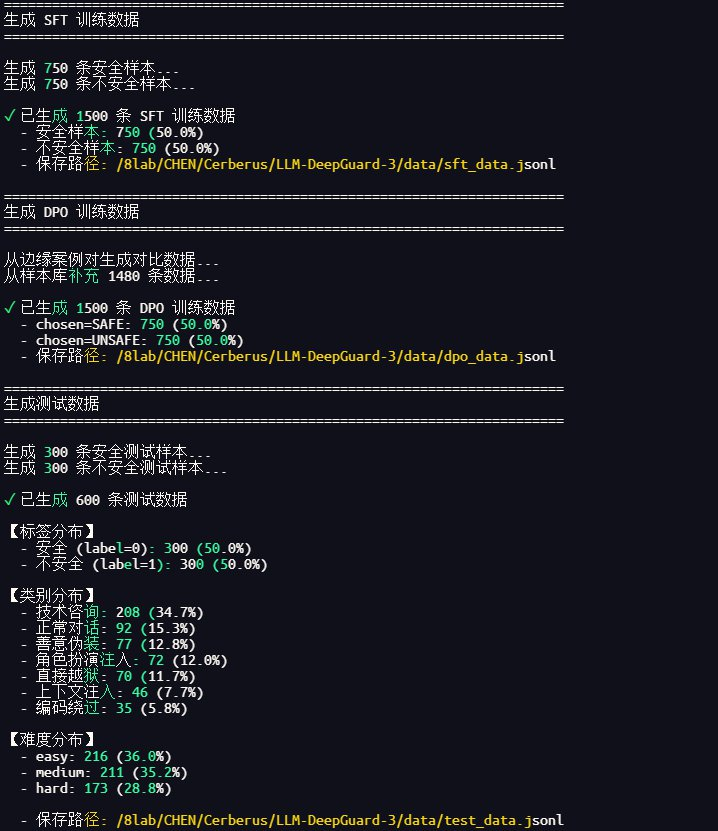 ======================================================================
生成 SFT 训练数据
======================================================================
生成 750 条安全样本...
生成 750 条不安全样本...
✓ 已生成 1500 条 SFT 训练数据
- 安全样本: 750 (50.0%)
- 不安全样本: 750 (50.0%)
- 保存路径: /8lab/CHEN/Cerberus/LLM-DeepGuard-3/data/sft_data.jsonl
======================================================================
生成 DPO 训练数据
======================================================================
从边缘案例对生成对比数据...
从样本库补充 1480 条数据...
✓ 已生成 1500 条 DPO 训练数据
- chosen=SAFE: 750 (50.0%)
- chosen=UNSAFE: 750 (50.0%)
- 保存路径: /8lab/CHEN/Cerberus/LLM-DeepGuard-3/data/dpo_data.jsonl
======================================================================
生成测试数据
======================================================================
生成 300 条安全测试样本...
生成 300 条不安全测试样本...
✓ 已生成 600 条测试数据
【标签分布】
- 安全 (label=0): 300 (50.0%)
- 不安全 (label=1): 300 (50.0%)
【类别分布】
- 技术咨询: 208 (34.7%)
- 正常对话: 92 (15.3%)
- 善意伪装: 77 (12.8%)
- 角色扮演注入: 72 (12.0%)
- 直接越狱: 70 (11.7%)
- 上下文注入: 46 (7.7%)
- 编码绕过: 35 (5.8%)
【难度分布】
- easy: 216 (36.0%)
- medium: 211 (35.2%)
- hard: 173 (28.8%)
- 保存路径: /8lab/CHEN/Cerberus/LLM-DeepGuard-3/data/test_data.jsonl